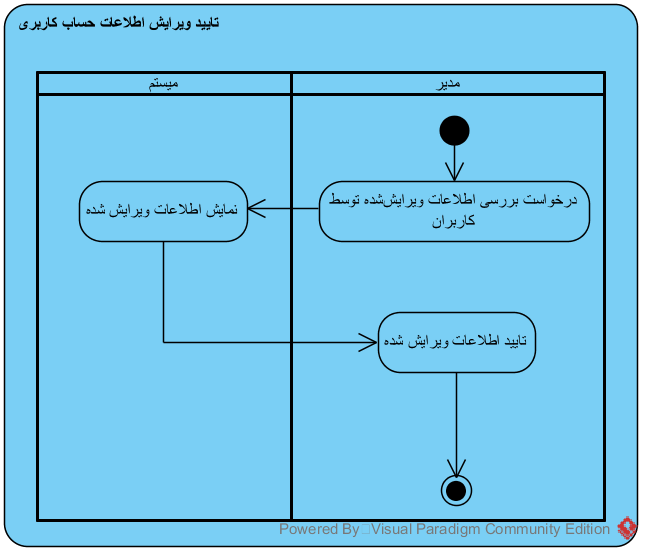 تایید ویرایش اطلاعات حساب کاربری
مدیر
میستم
درخواست بررسی اطلاعات ویرایش‌شده توسط
کاربران
نمایش اطلاعات ویرایش شده
تایید اطلاعات ویرایش شده
Powered By Visual Paradigm Community Edition